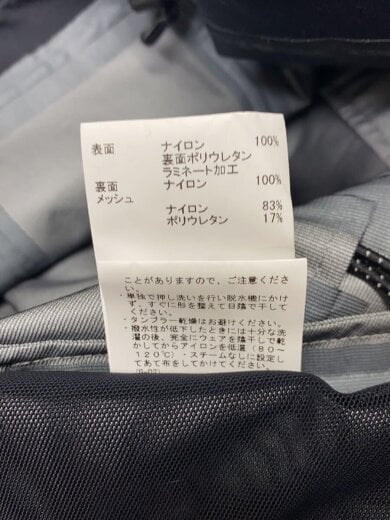 表面 ナイロン 100%
裏面ポリウレタン
ラミネート加工
裏面 ナイロン 100%
メッシュ
ナイロン 83%
ポリウレタン 17%
ことがありますので、ご注意くださ
い。
・単独で押し洗いを行い脱水槽にかけ
ず、すぐに形を整えて日陰で干して
ください。
・タンブラー乾燥はお避けください。
・撥水性が低下したときには十分な洗
濯の後、完全にウェアを陰干しで乾
かしてからアイロンを低温(80〜
120℃)・スチームなしに設定し
てあて布をしてかけてください。